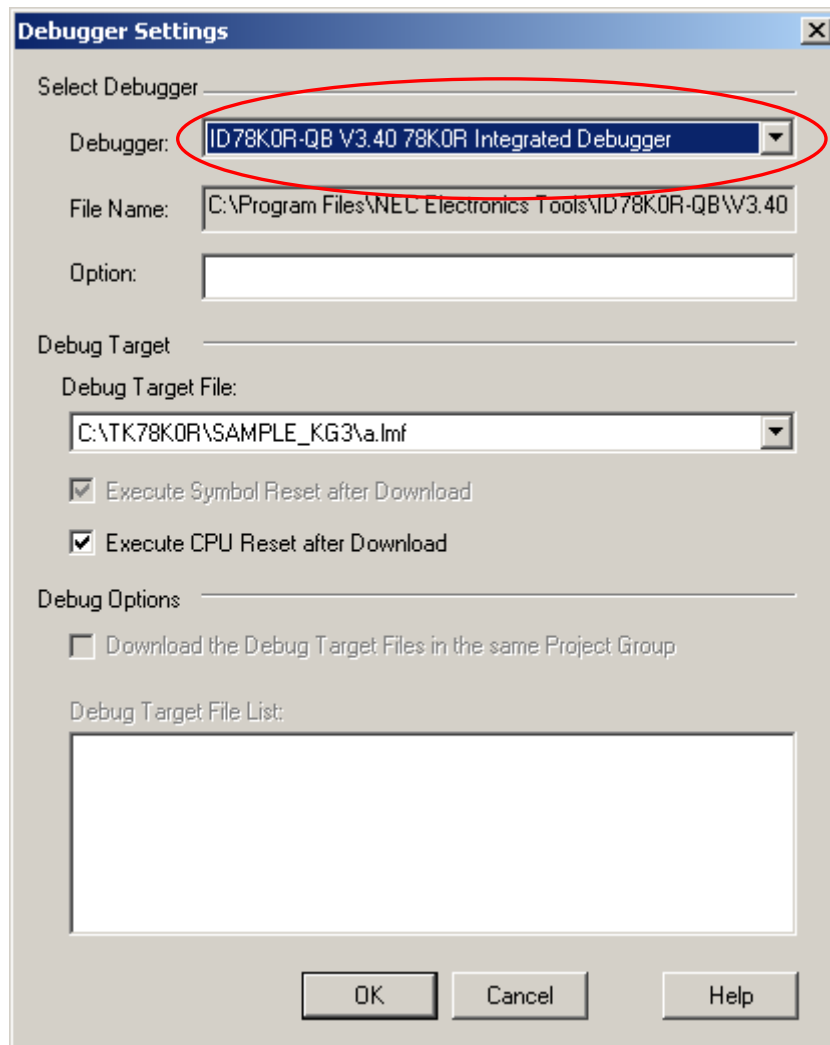 Debugger Settings
Select Debugger
Debugger: ID78K0R-QB V3.40 78K0R Integrated Debugger
File Name: C:\Program Files\NEC Electronics Tools\ID78K0R-QB\V3.40
Option:
Debug Target
Debug Target File:
C:\TK78K0R\SAMPLE_KG3\a.lmf
Execute Symbol Reset after Download
Execute CPU Reset after Download
Debug Options
Download the Debug Target Files in the same Project Group
Debug Target File List:
OK Cancel Help